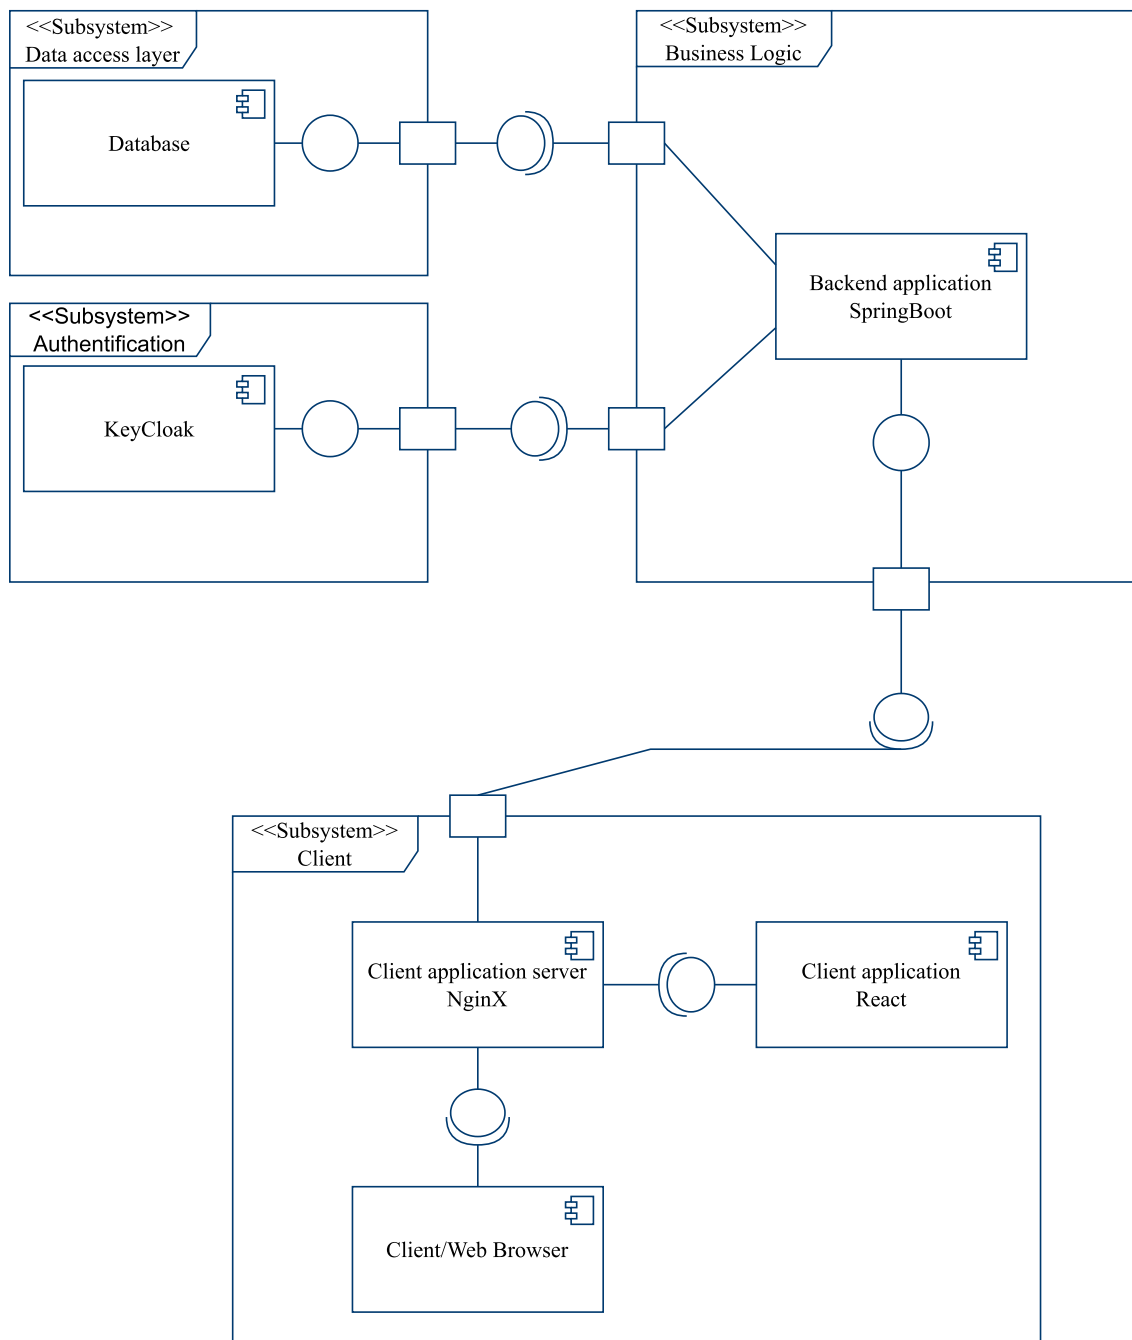 <<Subsystem>>
Data access layer
Database
<<Subsystem>>
Business Logic
Backend application
SpringBoot
<<Subsystem>>
Authentification
KeyCloak
<<Subsystem>>
Client
Client application server
NginX
Client application
React
Client/Web Browser